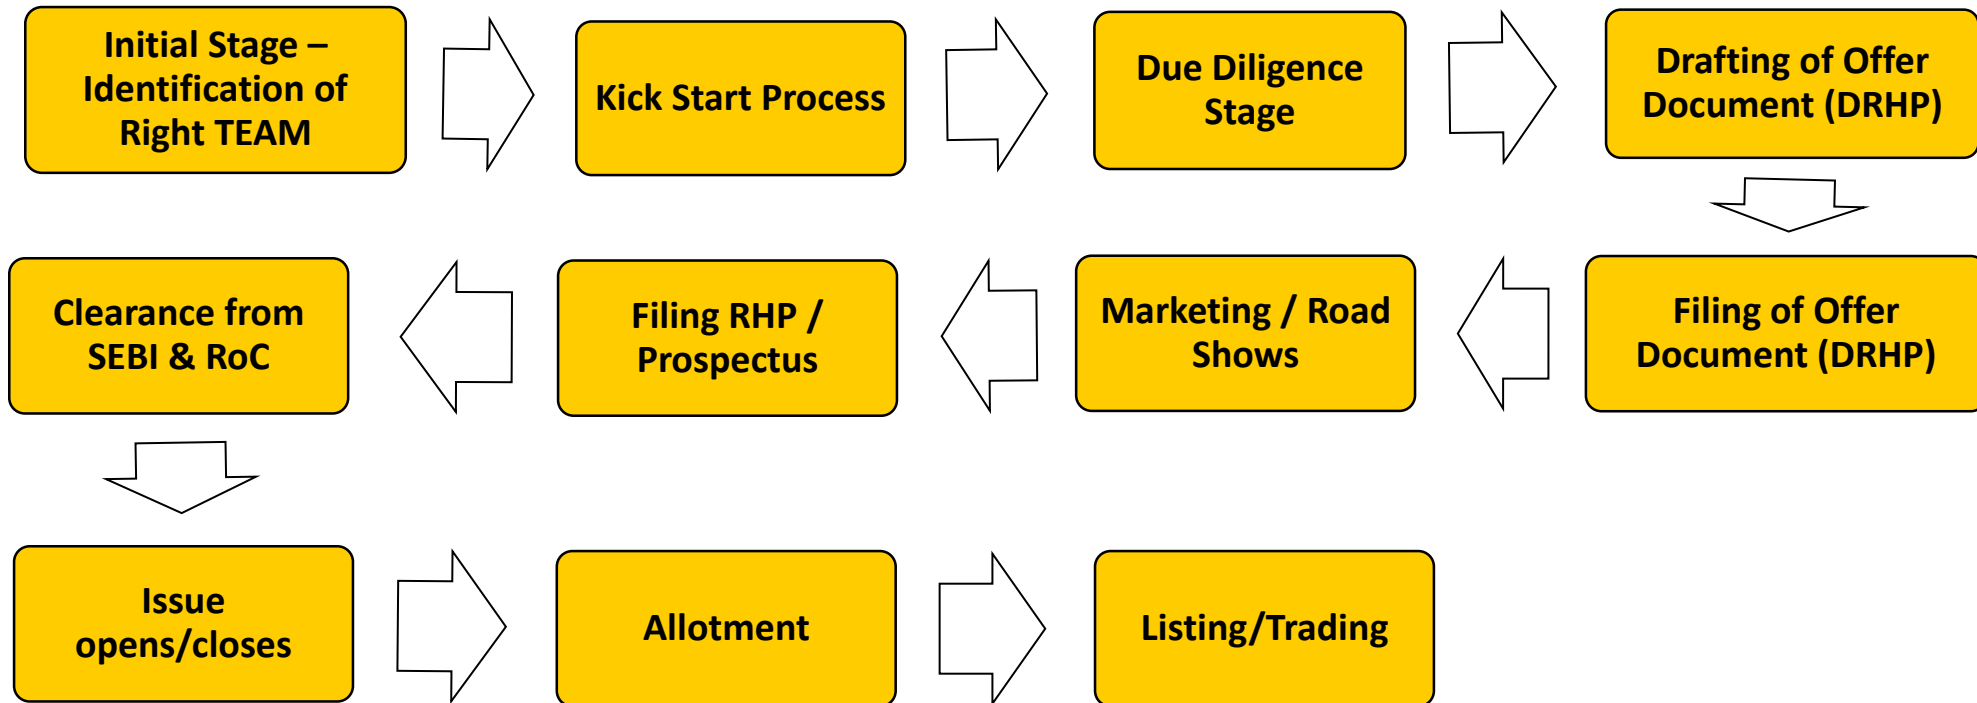 Initial Stage –
Identification of
Right TEAM
Kick Start Process
Due Diligence
Stage
Drafting of Offer
Document (DRHP)
Filing of Offer
Document (DRHP)
Marketing / Road
Shows
Filing RHP /
Prospectus
Clearance from
SEBI & RoC
Issue
opens/closes
Allotment
Listing/Trading